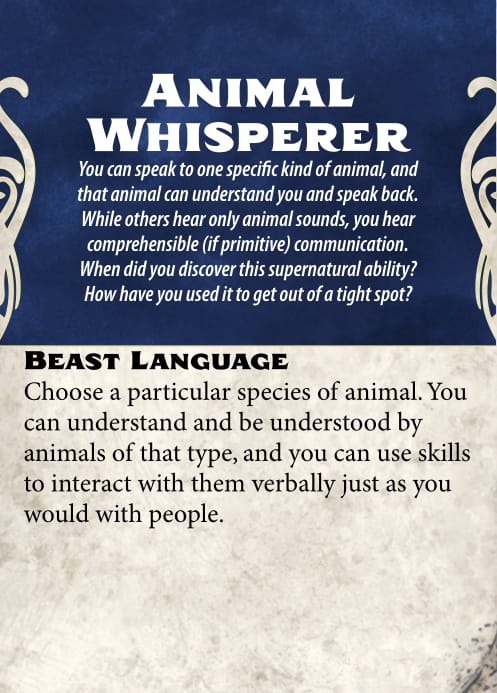 ANIMAL
WHISPERER
You can speak to one specific kind of animal, and
that animal can understand you and speak back.
While others hear only animal sounds, you hear
comprehensible (if primitive) communication.
When did you discover this supernatural ability?
How have you used it to get out of a tight spot?
BEAST LANGUAGE
Choose a particular species of animal. You
can understand and be understood by
animals of that type, and you can use skills
to interact with them verbally just as you
would with people.